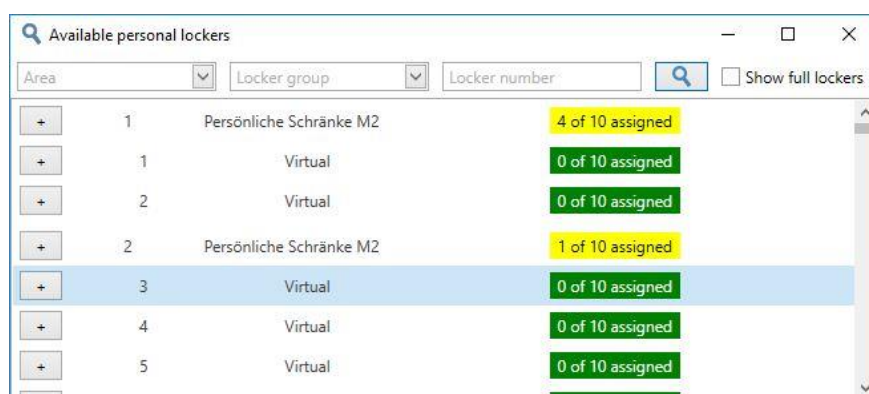 Available personal lockers
Area Locker group Locker number Show full lockers
+ 1 Persönliche Schränke M2 4 of 10 assigned
+ 1 Virtual 0 of 10 assigned
+ 2 Virtual 0 of 10 assigned
+ 2 Persönliche Schränke M2 1 of 10 assigned
+ 3 Virtual 0 of 10 assigned
+ 4 Virtual 0 of 10 assigned
+ 5 Virtual 0 of 10 assigned